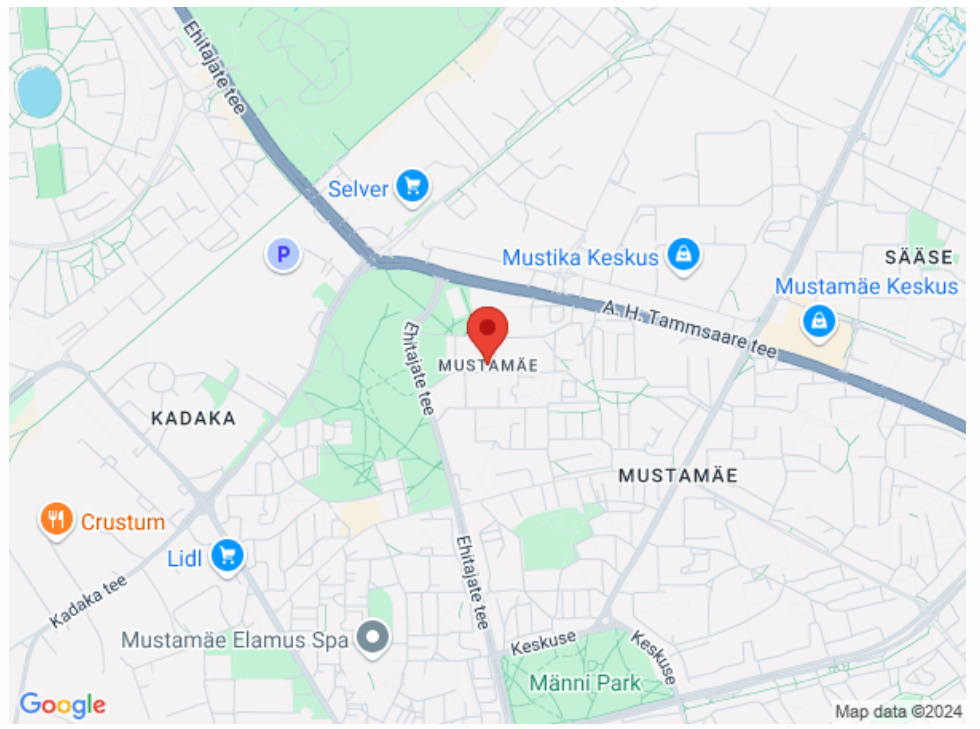 Ehitajate tee
Selver
P
Mustika Keskus
SÄÄSE
Mustamäe Keskus
A. H. Tammsaare tee
Ehitajate tee
MUSTAMÄE
KADAKA
MUSTAMÄE
Crustum
Lidl
Ehitajate tee
Kadaka tee
Mustamäe Elamus Spa
Keskuse
Keskuse
Männi Park
Google
Map data ©2024